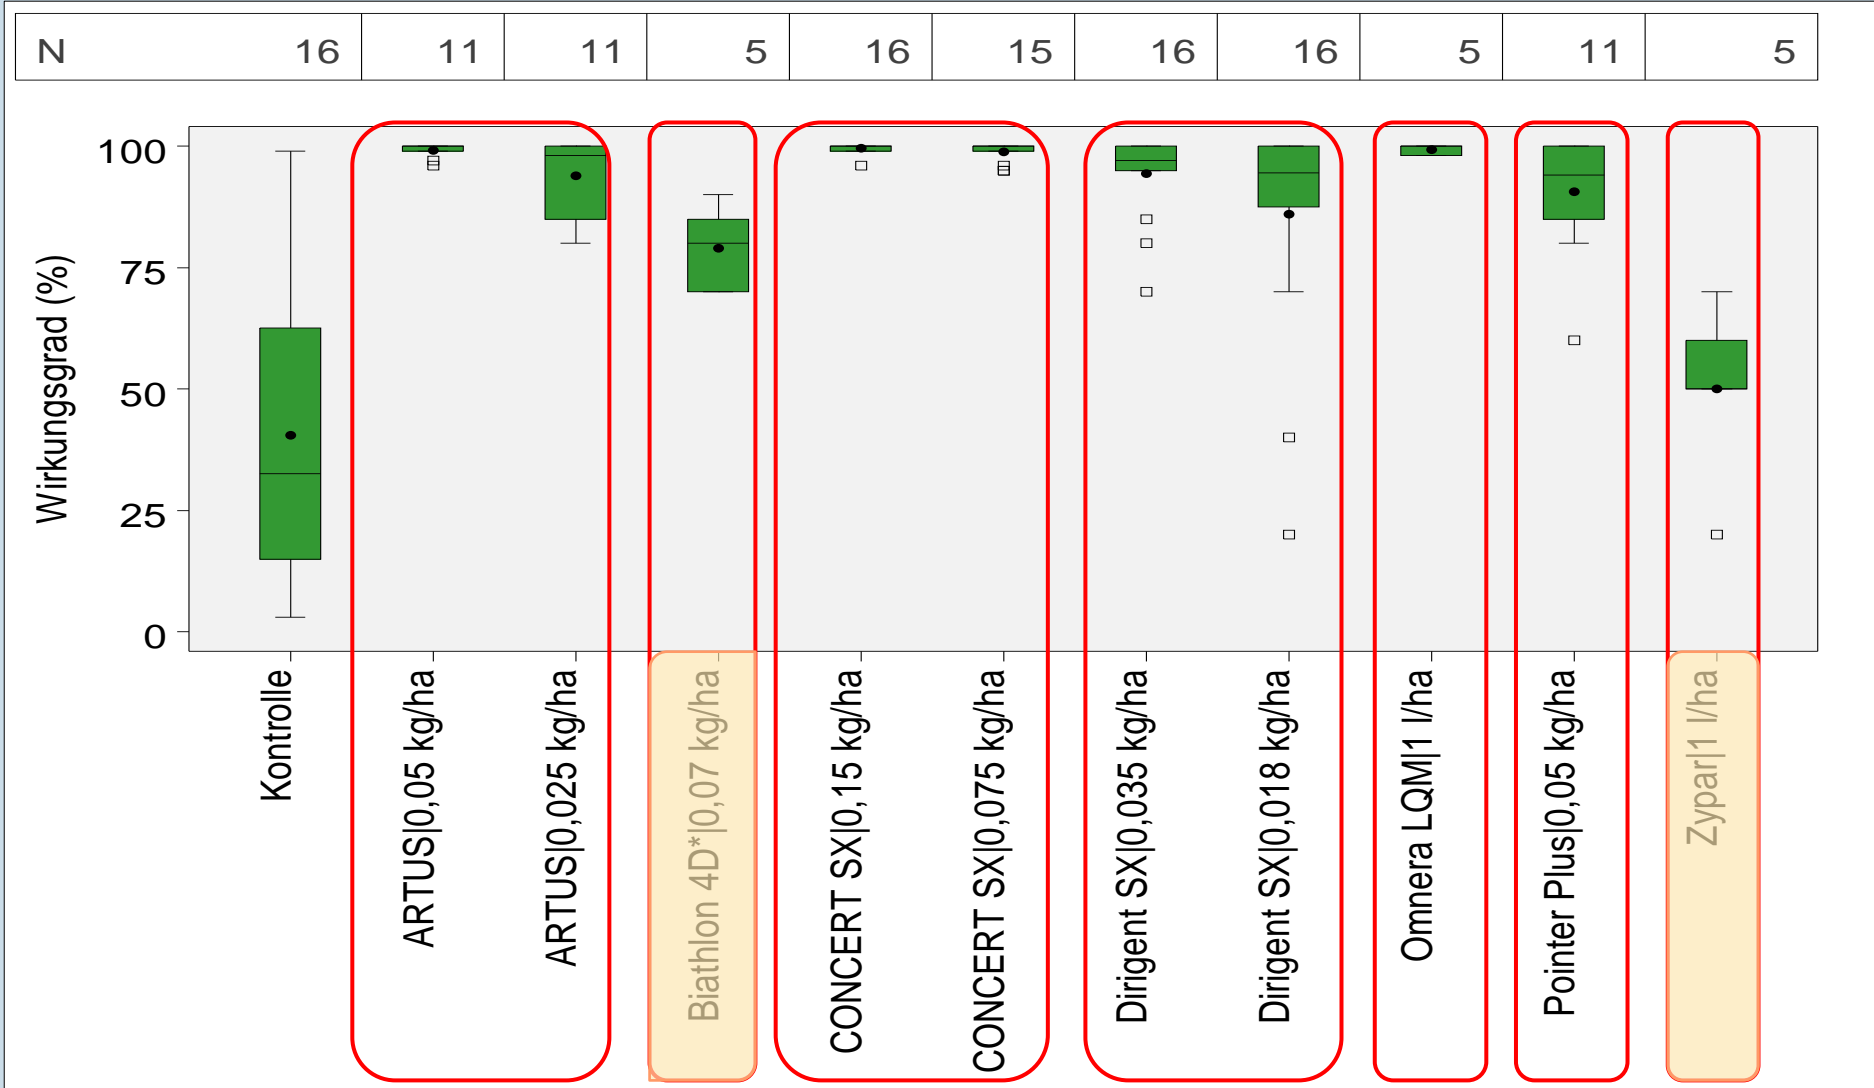 N 16 11 11 5 16 15 16 16 5 11 5
Wirkungsgrad (%)
100
75
50
25
0
Kontrolle
ARTUS|0,05 kg/ha
ARTUS|0,025 kg/ha
Biathlon 4D*|0,07 kg/ha
CONCERT SX|0,15 kg/ha
CONCERT SX|0,075 kg/ha
Dirigent SX|0,035 kg/ha
Dirigent SX|0,018 kg/ha
Omnera LQM|1 l/ha
Pointer Plus|0,05 kg/ha
Zypar|1 l/ha